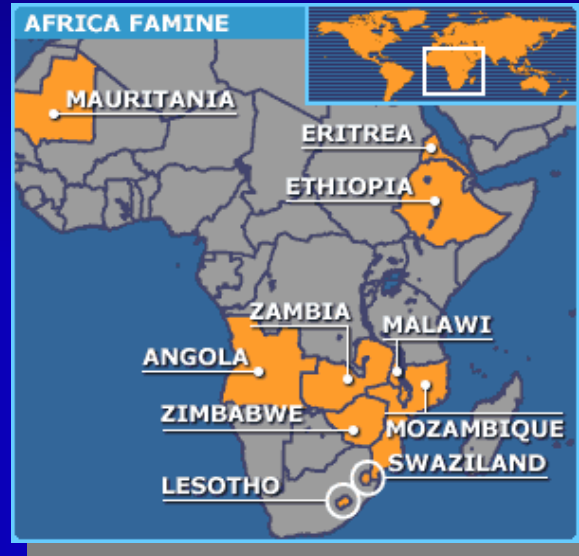 AFRICA FAMINE
MAURITANIA
ERITREA
ETHIOPIA
ZAMBIA
MALAWI
ANGOLA
ZIMBABWE
MOZAMBIQUE
SWAZILAND
LESOTHO